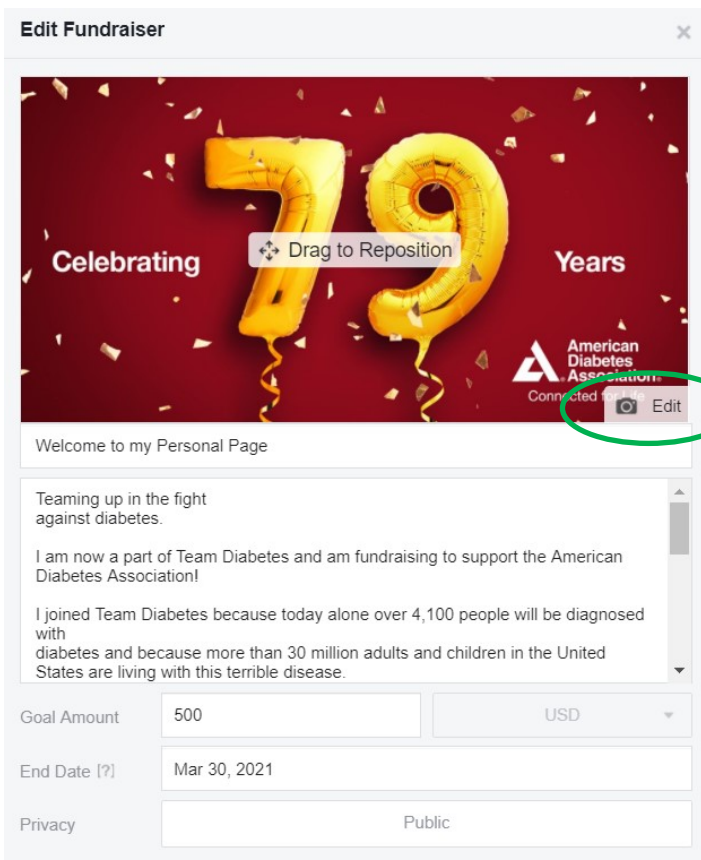 Edit Fundraiser ×
79
Drag to Reposition
Celebrating Years
American
Diabetes
Association®
Connected for Life
Edit
Welcome to my Personal Page
Teaming up in the fight
against diabetes.
I am now a part of Team Diabetes and am fundraising to support the American
Diabetes Association!
I joined Team Diabetes because today alone over 4,100 people will be diagnosed
with
diabetes and because more than 30 million adults and children in the United
States are living with this terrible disease.
Goal Amount 500 USD
End Date [?] Mar 30, 2021
Privacy Public